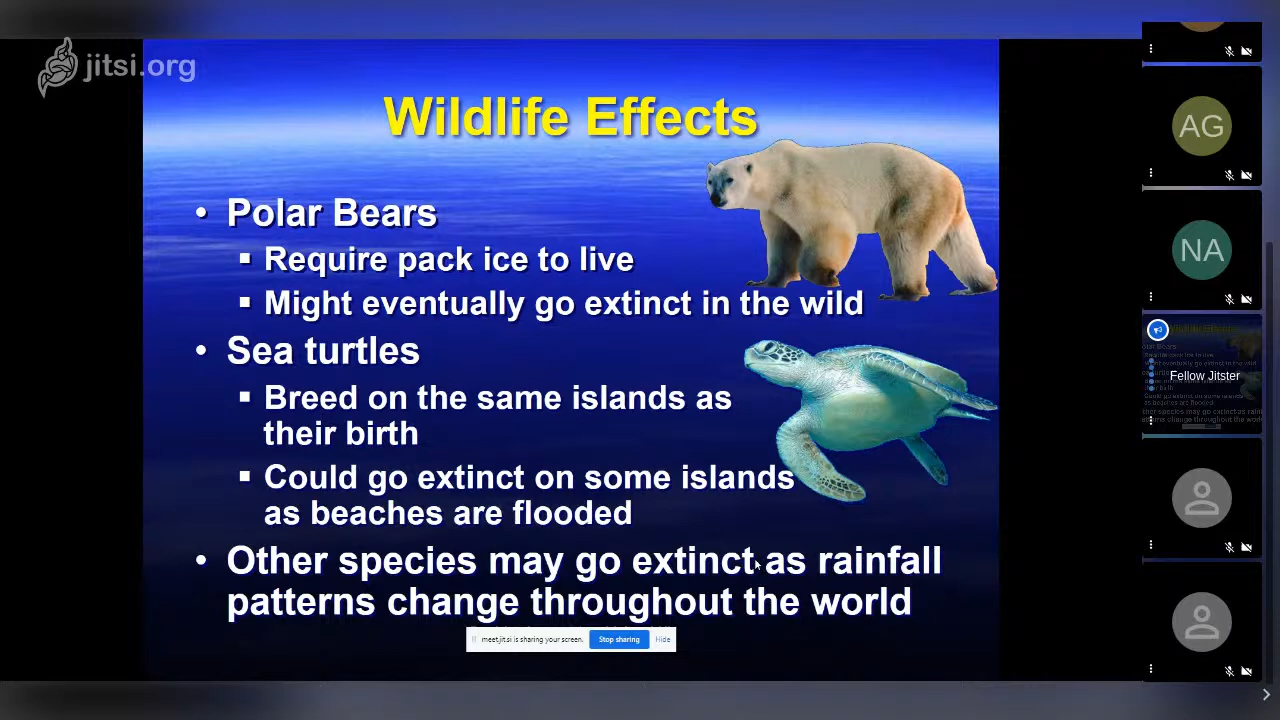 jitsi.org
Wildlife Effects
• Polar Bears
▪ Require pack ice to live
▪ Might eventually go extinct in the wild
• Sea turtles
▪ Breed on the same islands as
their birth
▪ Could go extinct on some islands
as beaches are flooded
• Other species may go extinct as rainfall
patterns change throughout the world
meet.jit.si is sharing your screen. Stop sharing Hide
AG
NA
Fellow Jitster